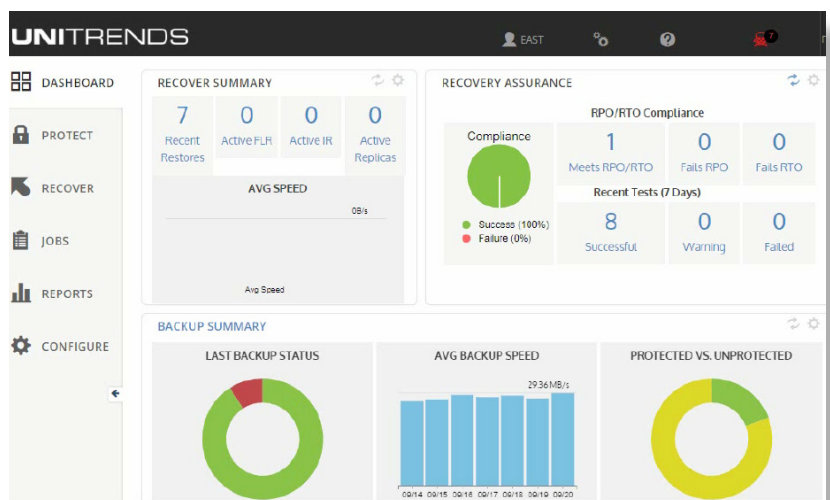 UNITRENDS
EAST
7
DASHBOARD
PROTECT
RECOVER
JOBS
REPORTS
CONFIGURE
RECOVER SUMMARY
7
Recent
Restores
0
Active FLR
0
Active IR
0
Active
Replicas
AVG SPEED
0B/s
Avg Speed
RECOVERY ASSURANCE
RPO/RTO Compliance
Compliance
Success (100%)
Failure (0%)
1
Meets RPO/RTO
0
Fails RPO
0
Fails RTO
Recent Tests (7 Days)
8
Successful
0
Warning
0
Failed
BACKUP SUMMARY
LAST BACKUP STATUS
AVG BACKUP SPEED
29.36 MB/s
09/14 09/15 09/16 09/17 09/18 09/19 09/20
PROTECTED VS. UNPROTECTED